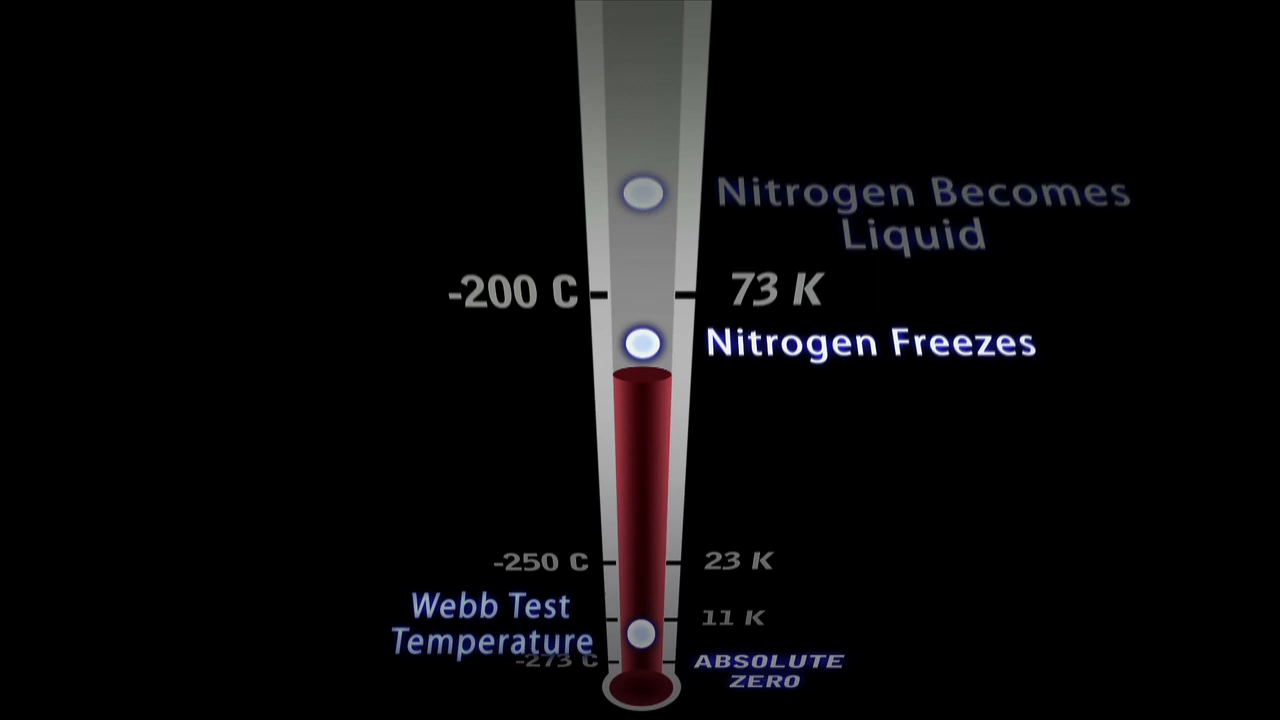 Nitrogen Becomes
Liquid
-200 C
73 K
Nitrogen Freezes
-250 C
23 K
Webb Test
Temperature
11 K
-273 C
ABSOLUTE
ZERO